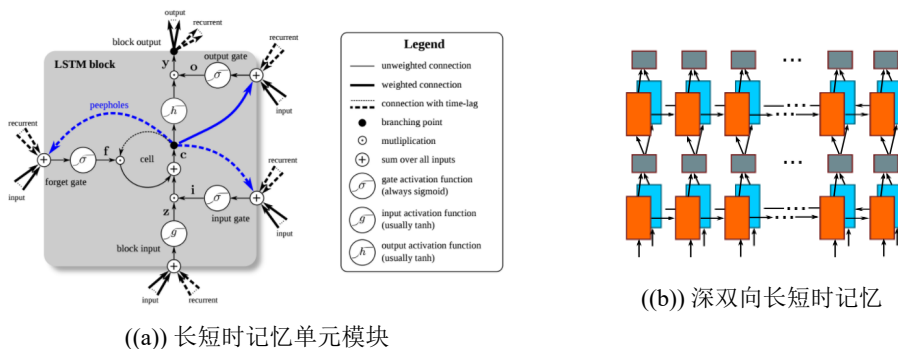 output
recurrent
block output
y
LSTM block
o
output gate
σ
recurrent
input
h
peepholes
recurrent
f
σ
cell
c
forget gate
input
recurrent
i
σ
input gate
input
z
g
block input
input
recurrent
Legend
unweighted connection
weighted connection
connection with time-lag
branching point
mutliplication
sum over all inputs
σ
gate activation function
(always sigmoid)
g
input activation function
(usually tanh)
h
output activation function
(usually tanh)
((a)) 长短时记忆单元模块
((b)) 深双向长短时记忆